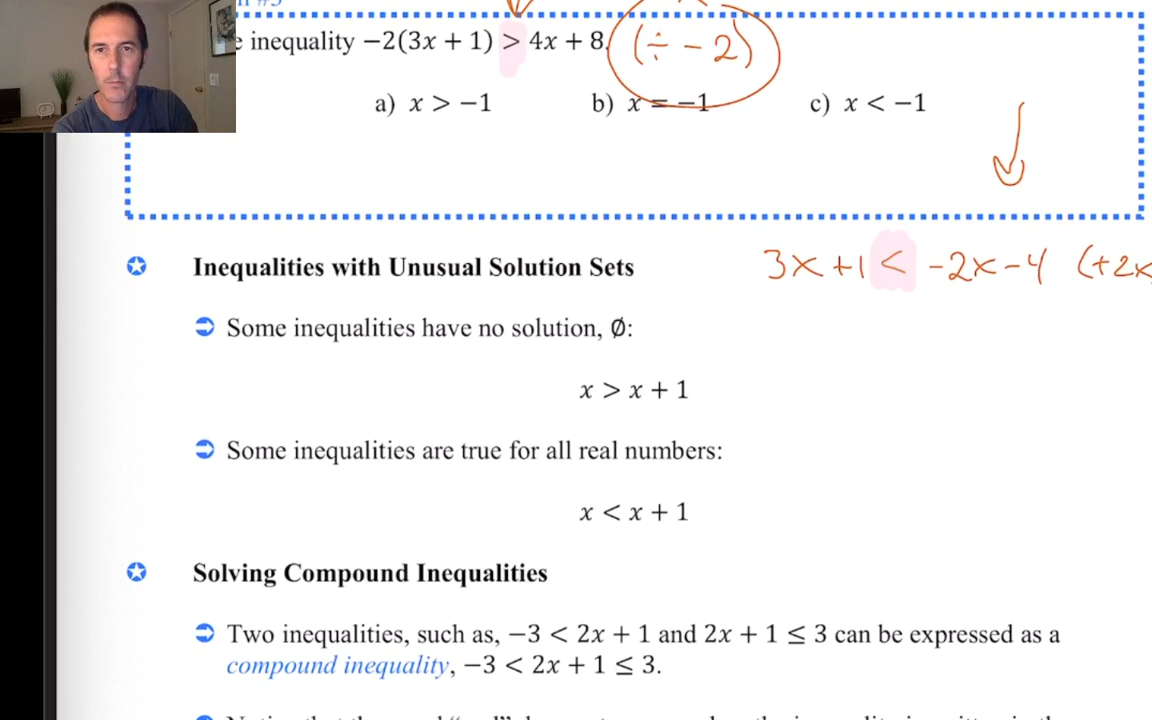 e inequality −2(3x + 1) > 4x + 8. (÷ − 2)
a) x > −1 b) x = −1 c) x < −1
Inequalities with Unusual Solution Sets
3x + 1 < -2x - 4 (+2x
Some inequalities have no solution, ∅:
x > x + 1
Some inequalities are true for all real numbers:
x < x + 1
Solving Compound Inequalities
Two inequalities, such as, −3 < 2x + 1 and 2x + 1 ≤ 3 can be expressed as a
compound inequality, −3 < 2x + 1 ≤ 3.